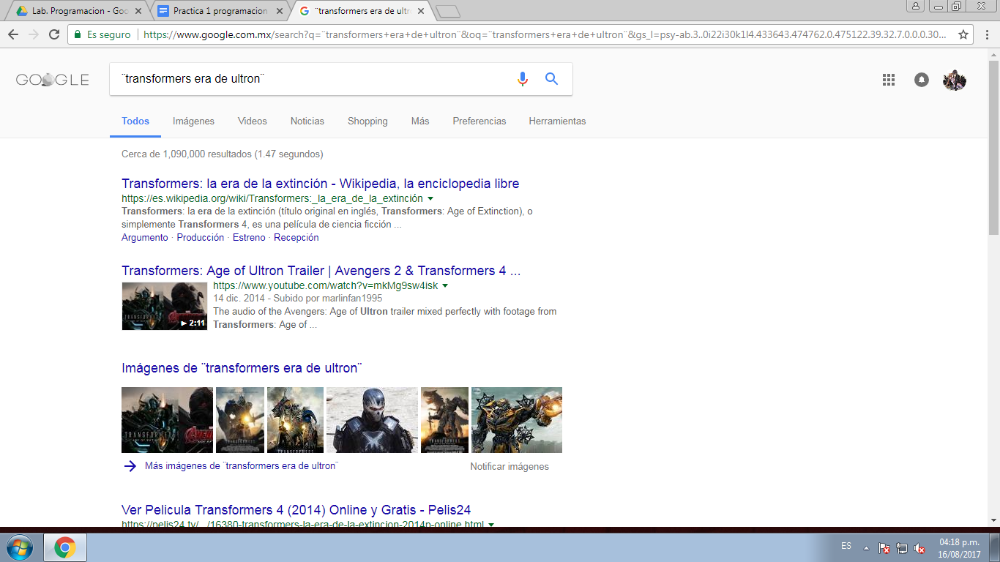 Lab. Programacion - Goo
Practica 1 programacion
¨transformers era de ultro
Es seguro
https://www.google.com.mx/search?q=¨transformers+era+de+ultron¨&oq=¨transformers+era+de+ultron¨&gs_l=psy-ab.3..0i22i30k1l4.433643.474762.0.475122.39.32.7.0.0.0.30...
GOOGLE
¨transformers era de ultron¨
Todos Imágenes Videos Noticias Shopping Más Preferencias Herramientas
Cerca de 1,090,000 resultados (1.47 segundos)
Transformers: la era de la extinción - Wikipedia, la enciclopedia libre
https://es.wikipedia.org/wiki/Transformers:_la_era_de_la_extinción
Transformers: la era de la extinción (título original en inglés, Transformers: Age of Extinction), o
simplemente Transformers 4, es una película de ciencia ficción ...
Argumento · Producción · Estreno · Recepción
Transformers: Age of Ultron Trailer | Avengers 2 & Transformers 4 ...
https://www.youtube.com/watch?v=mkMg9sw4isk
14 dic. 2014 - Subido por marlinfan1995
The audio of the Avengers: Age of Ultron trailer mixed perfectly with footage from
Transformers: Age of ...
2:11
Imágenes de ¨transformers era de ultron¨
Más imágenes de ¨transformers era de ultron¨
Notificar imágenes
Ver Pelicula Transformers 4 (2014) Online y Gratis - Pelis24
https://pelis24.tv/.../16380-transformers-la-era-de-la-extincion-2014p-online.html
ES
04:18 p.m.
16/08/2017